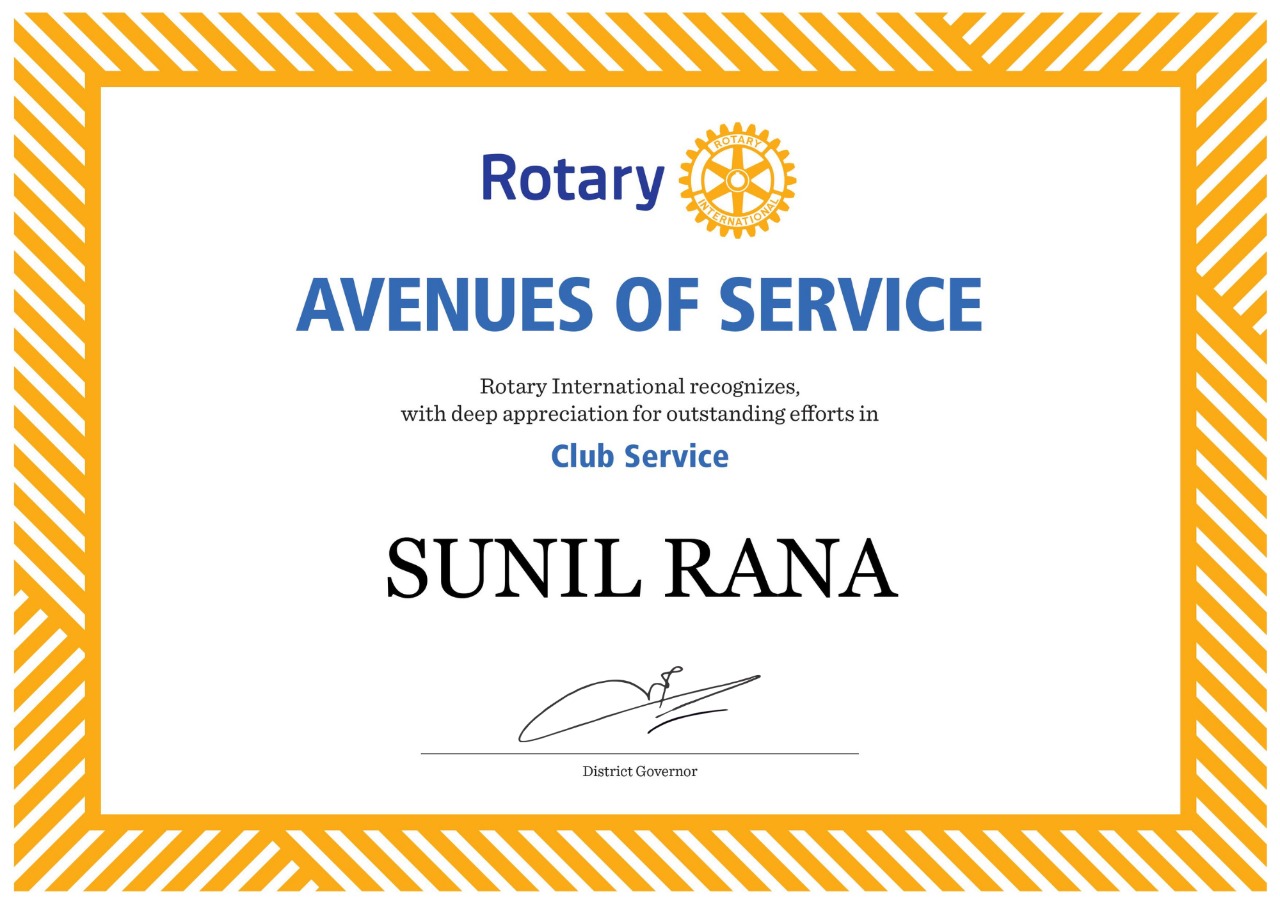 Rotary
ROTARY
INTERNATIONAL
AVENUES OF SERVICE
Rotary International recognizes,
with deep appreciation for outstanding efforts in
Club Service
SUNIL RANA
District Governor